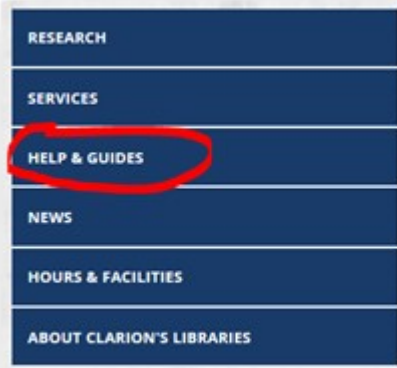 RESEARCH
SERVICES
HELP & GUIDES
NEWS
HOURS & FACILITIES
ABOUT CLARION'S LIBRARIES